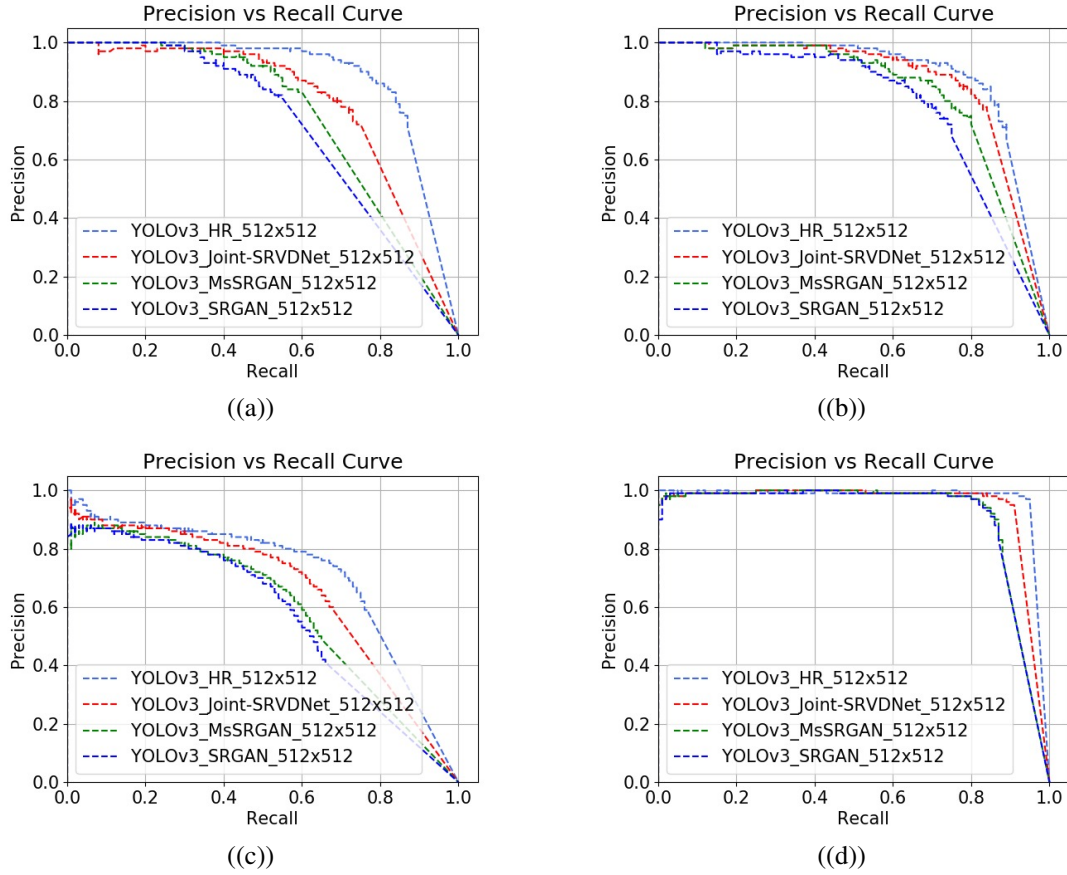 Precision vs Recall Curve
1.0
0.8
0.6
0.4
0.2
0.0
Precision
YOLOv3_HR_512x512
YOLOv3_Joint-SRVDNet_512x512
YOLOv3_MsSRGAN_512x512
YOLOv3_SRGAN_512x512
0.0 0.2 0.4 0.6 0.8 1.0
Recall
((a))
Precision vs Recall Curve
1.0
0.8
0.6
0.4
0.2
0.0
Precision
YOLOv3_HR_512x512
YOLOv3_Joint-SRVDNet_512x512
YOLOv3_MsSRGAN_512x512
YOLOv3_SRGAN_512x512
0.0 0.2 0.4 0.6 0.8 1.0
Recall
((b))
Precision vs Recall Curve
1.0
0.8
0.6
0.4
0.2
0.0
Precision
YOLOv3_HR_512x512
YOLOv3_Joint-SRVDNet_512x512
YOLOv3_MsSRGAN_512x512
YOLOv3_SRGAN_512x512
0.0 0.2 0.4 0.6 0.8 1.0
Recall
((c))
Precision vs Recall Curve
1.0
0.8
0.6
0.4
0.2
0.0
Precision
YOLOv3_HR_512x512
YOLOv3_Joint-SRVDNet_512x512
YOLOv3_MsSRGAN_512x512
YOLOv3_SRGAN_512x512
0.0 0.2 0.4 0.6 0.8 1.0
Recall
((d))